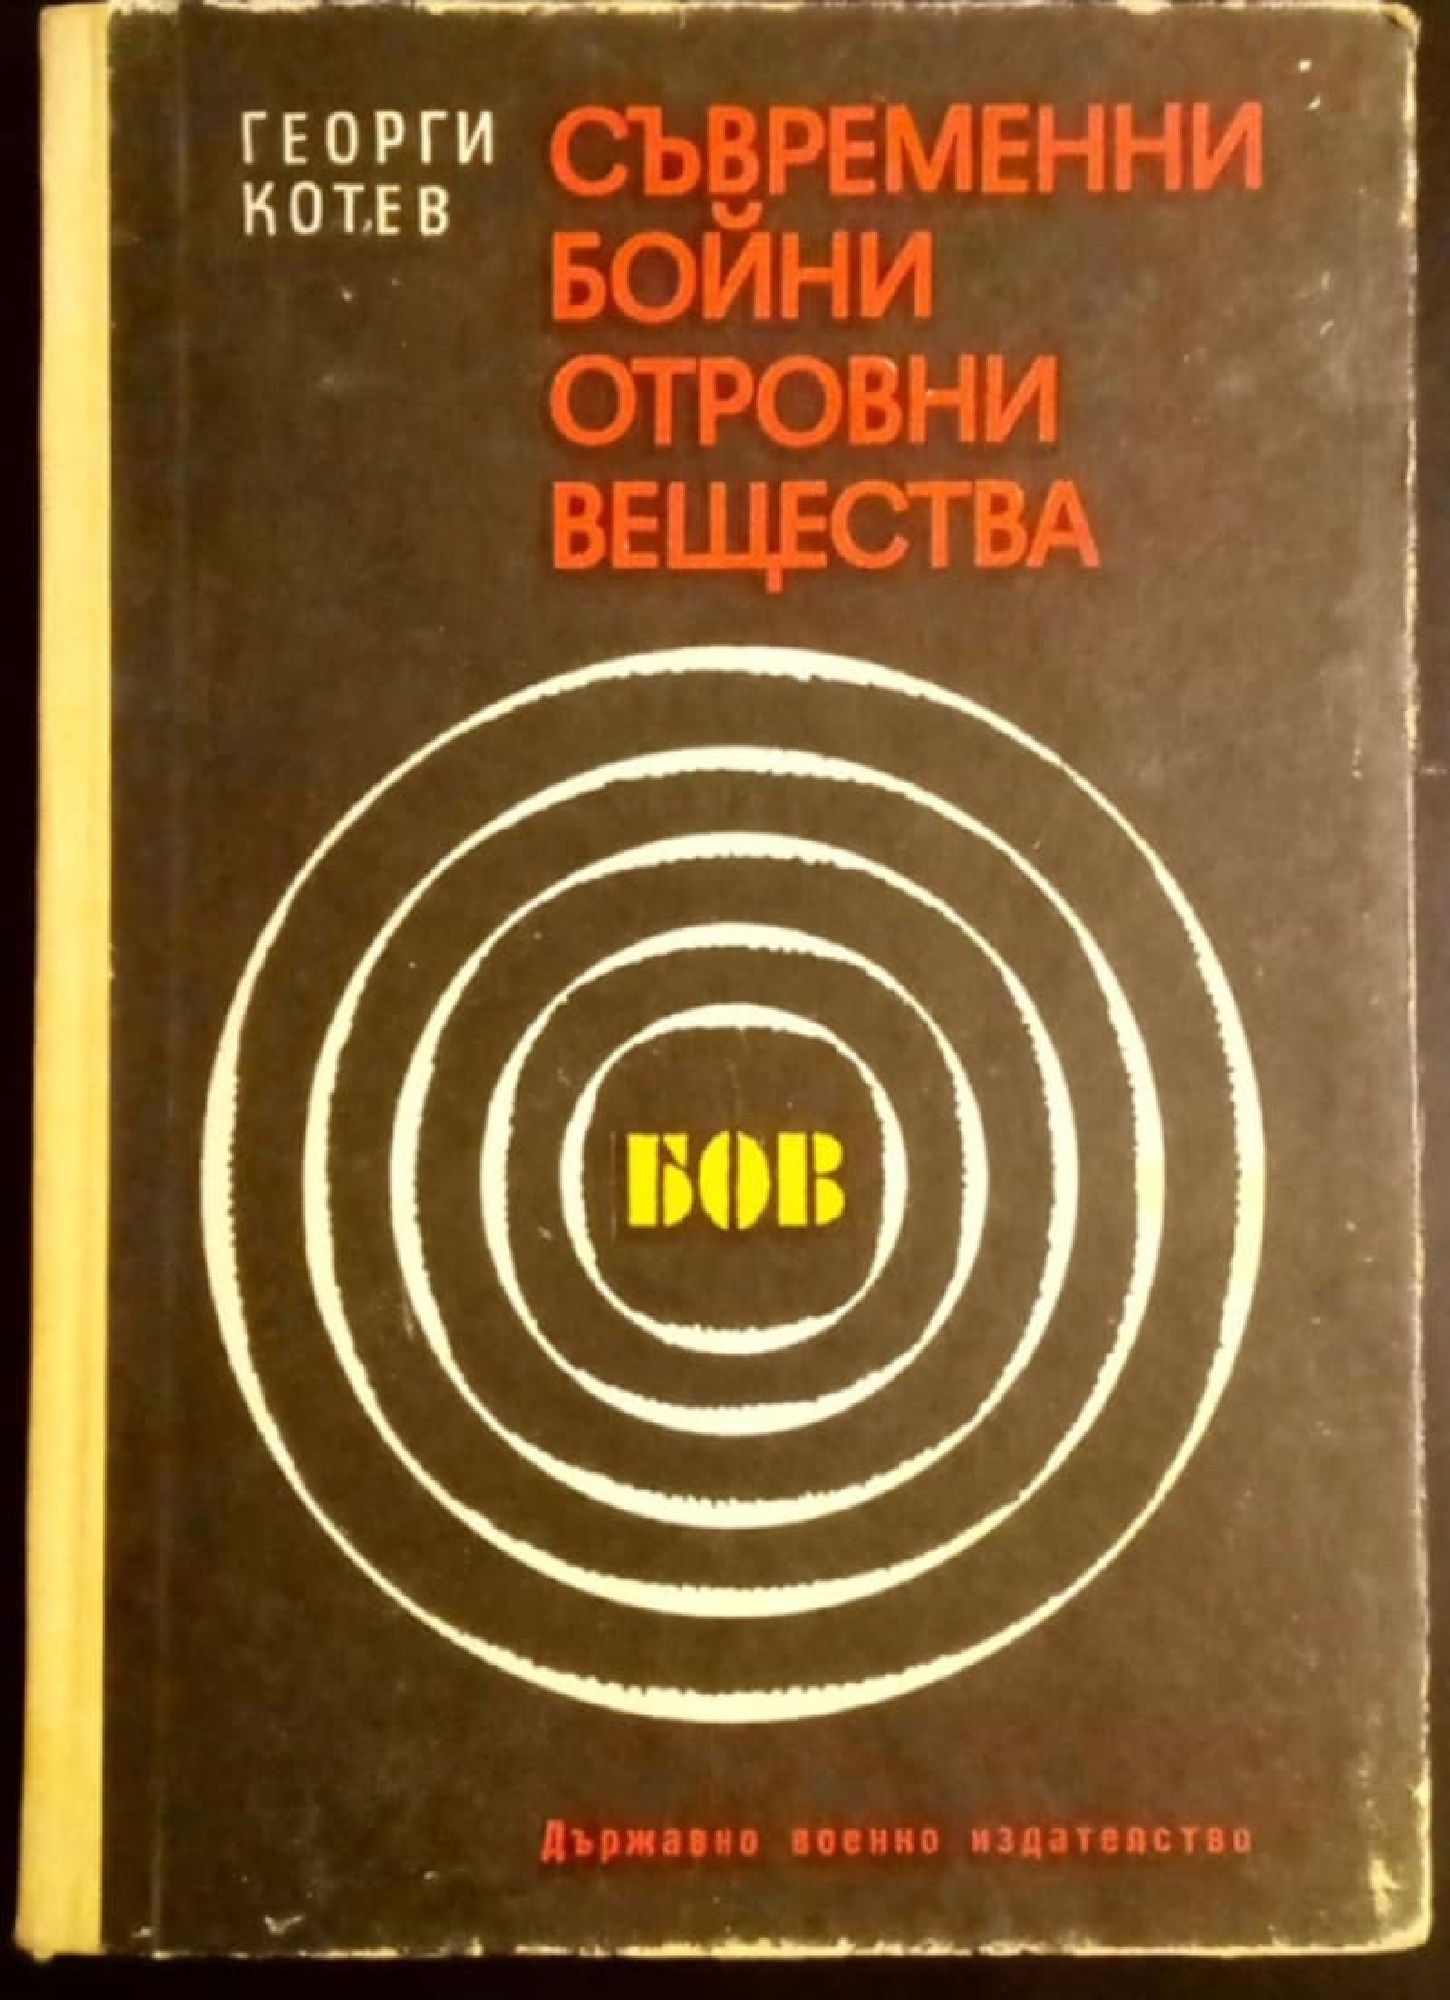 ГЕОРГИ
КОТЕВ
СЪВРЕМЕННИ
БОЙНИ
ОТРОВНИ
ВЕЩЕСТВА
БОВ
Държавно военно издателство